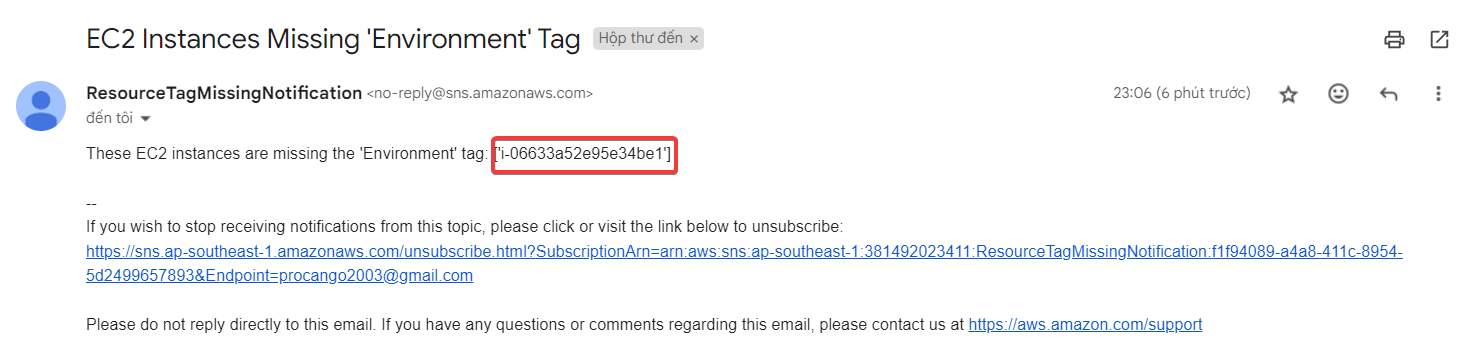 EC2 Instances Missing 'Environment' Tag Hộp thư đến ×
ResourceTagMissingNotification <no-reply@sns.amazonaws.com> 23:06 (6 phút trước)
đến tôi
These EC2 instances are missing the 'Environment' tag: ['i-06633a52e95e34be1']
--
If you wish to stop receiving notifications from this topic, please click or visit the link below to unsubscribe:
https://sns.ap-southeast-1.amazonaws.com/unsubscribe.html?SubscriptionArn=arn:aws:sns:ap-southeast-1:381492023411:ResourceTagMissingNotification:f1f94089-a4a8-411c-8954-
5d2499657893&Endpoint=procango2003@gmail.com
Please do not reply directly to this email. If you have any questions or comments regarding this email, please contact us at https://aws.amazon.com/support